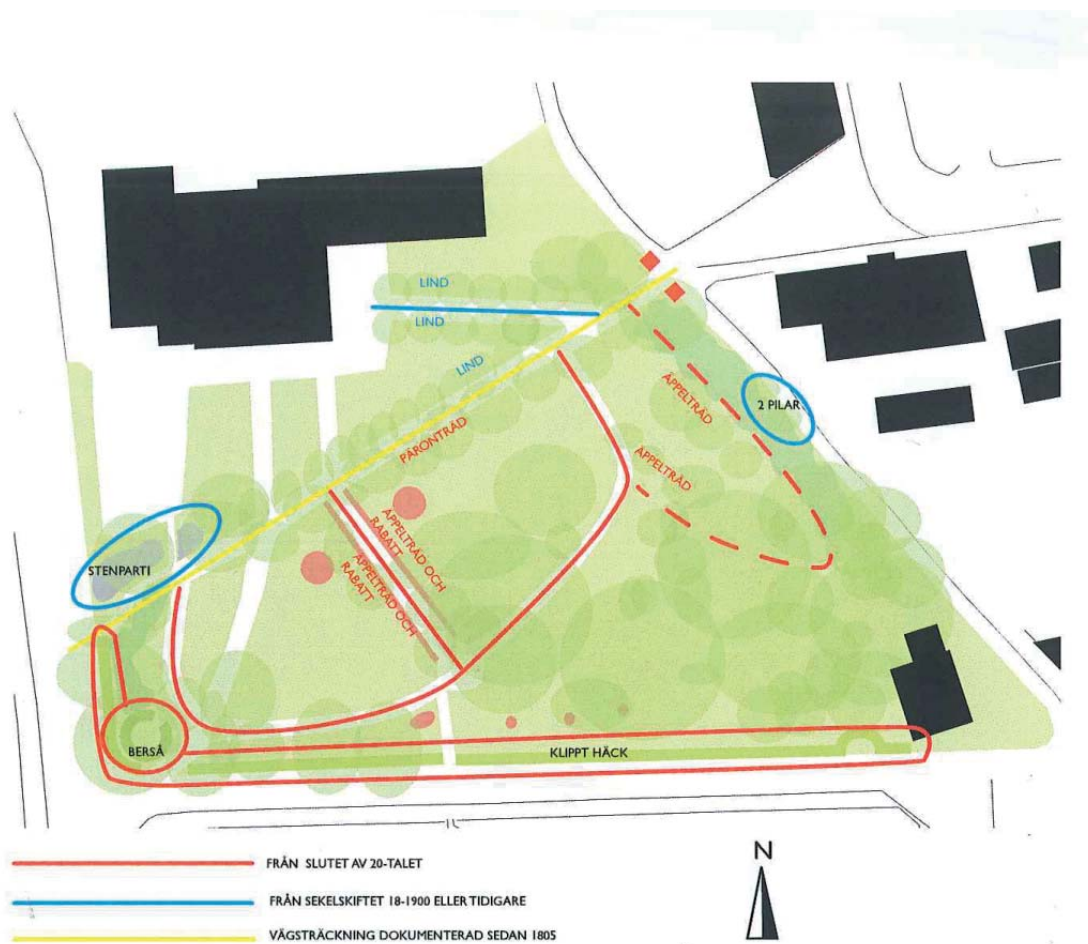 LIND
LIND
LIND
PÄRONTRÄD
ÄPPELTRÄD
2 PILAR
ÄPPELTRÄD
ÄPPELTRÄD OCH
RABATT
ÄPPELTRÄD OCH
RABATT
STENPARTI
BERSÅ
KLIPPT HÄCK
N
FRÅN SLUTET AV 20-TALET
FRÅN SEKELSKIFTET 18-1900 ELLER TIDIGARE
VÄGSTRÄCKNING DOKUMENTERAD SEDAN 1805